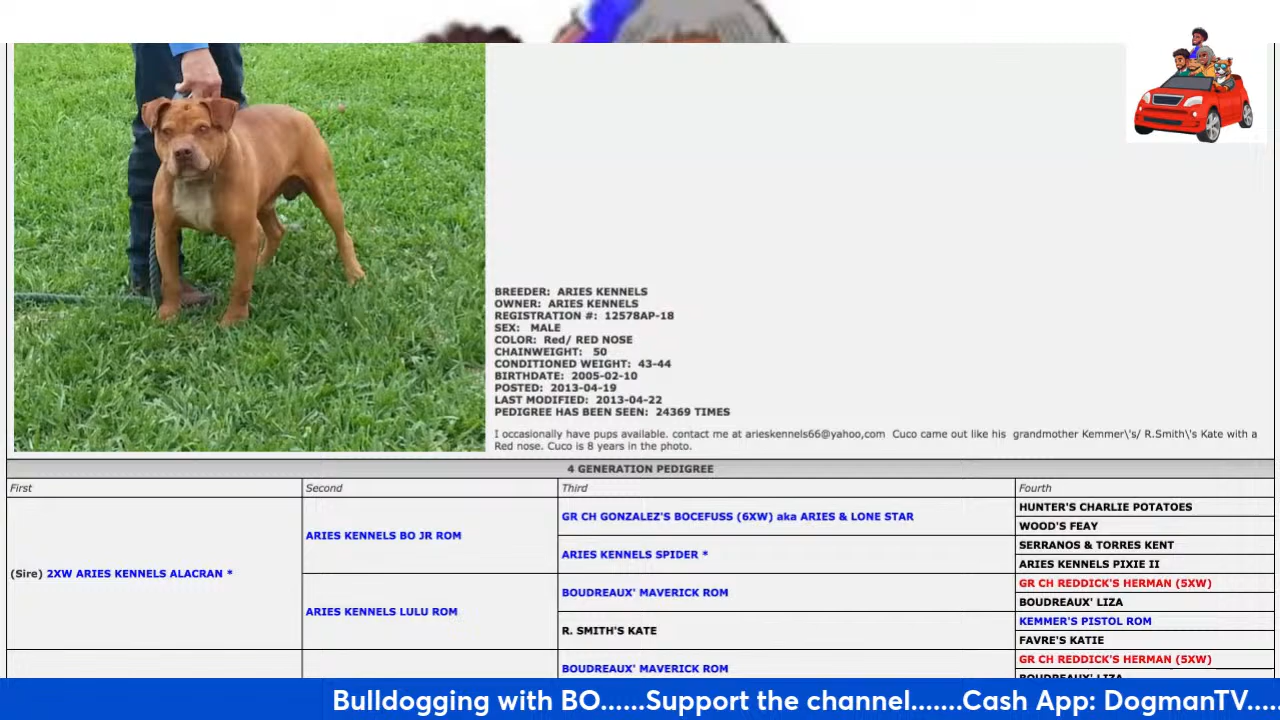 BREEDER: ARIES KENNELS
OWNER: ARIES KENNELS
REGISTRATION #: 12578AP-18
SEX: MALE
COLOR: Red/ RED NOSE
CHAINWEIGHT: 50
CONDITIONED WEIGHT: 43-44
BIRTHDATE: 2005-02-10
POSTED: 2013-04-19
LAST MODIFIED: 2013-04-22
PEDIGREE HAS BEEN SEEN: 24369 TIMES
I occasionally have pups available. contact me at arieskennels66@yahoo,com Cuco came out like his grandmother Kemmer\'s/ R.Smith\'s Kate with a
Red nose. Cuco is 8 years in the photo.
4 GENERATION PEDIGREE
First Second Third Fourth
HUNTER'S CHARLIE POTATOES
GR CH GONZALEZ'S BOCEFUSS (6XW) aka ARIES & LONE STAR
WOOD'S FEAY
ARIES KENNELS BO JR ROM
SERRANOS & TORRES KENT
ARIES KENNELS SPIDER *
ARIES KENNELS PIXIE II
(Sire) 2XW ARIES KENNELS ALACRAN *
GR CH REDDICK'S HERMAN (5XW)
BOUDREAUX' MAVERICK ROM
BOUDREAUX' LIZA
ARIES KENNELS LULU ROM
KEMMER'S PISTOL ROM
R. SMITH'S KATE
FAVRE'S KATIE
GR CH REDDICK'S HERMAN (5XW)
BOUDREAUX' MAVERICK ROM
BOUDREAUX' LIZA
Bulldogging with BO......Support the channel.......Cash App: DogmanTV.....